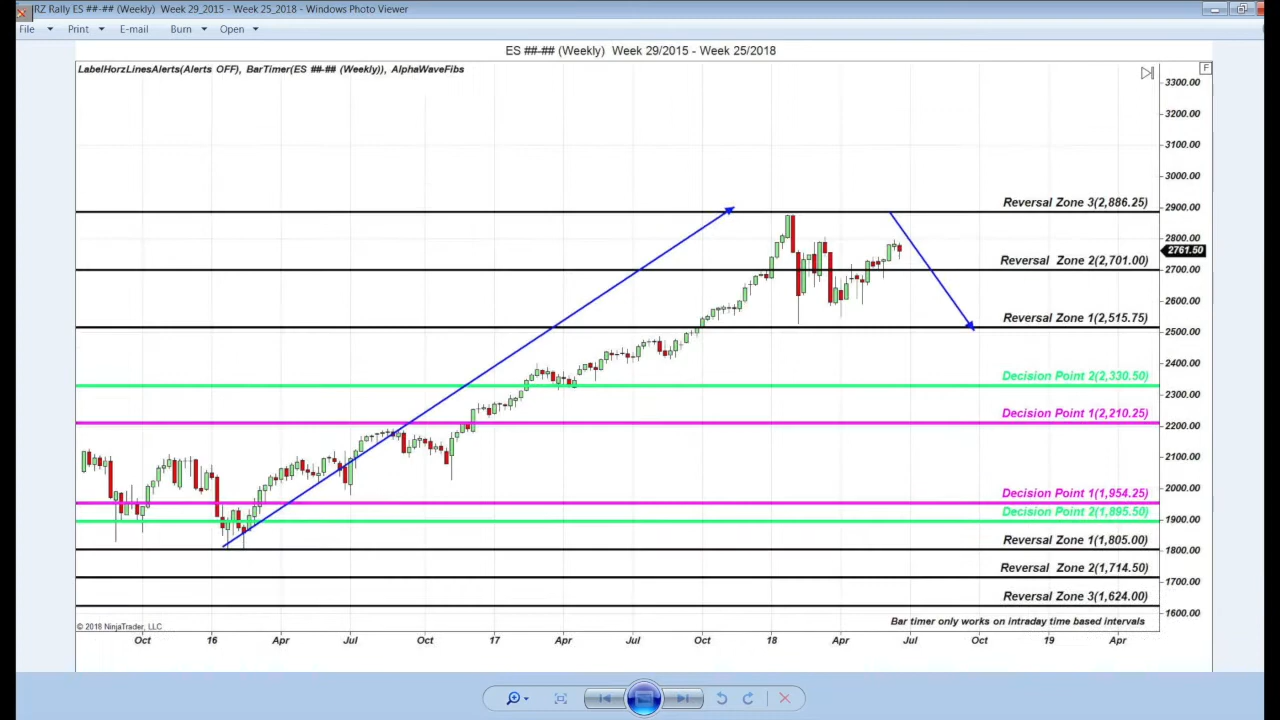 RZ Rally ES ##-## (Weekly)  Week 29_2015 - Week 25_2018 - Windows Photo Viewer
File Print E-mail Burn Open
ES ##-## (Weekly)  Week 29/2015 - Week 25/2018
LabelHorzLinesAlerts(Alerts OFF), BarTimer(ES ##-## (Weekly)), AlphaWaveFibs
F
3300.00
3200.00
3100.00
3000.00
Reversal Zone 3(2,886.25)
2900.00
2800.00
2761.50
Reversal  Zone 2(2,701.00)
2700.00
2600.00
Reversal Zone 1(2,515.75)
2500.00
2400.00
Decision Point 2(2,330.50)
2300.00
Decision Point 1(2,210.25)
2200.00
2100.00
2000.00
Decision Point 1(1,954.25)
Decision Point 2(1,895.50)
1900.00
Reversal Zone 1(1,805.00)
1800.00
Reversal  Zone 2(1,714.50)
1700.00
Reversal Zone 3(1,624.00)
1600.00
© 2018 NinjaTrader, LLC
Bar timer only works on intraday time based intervals
Oct 16 Apr Jul Oct 17 Apr Jul Oct 18 Apr Jul Oct 19 Apr